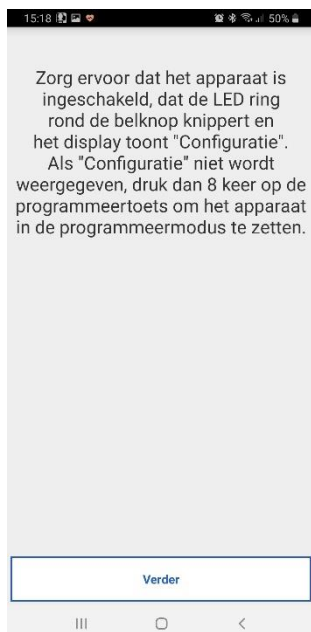 15:18 50%
Zorg ervoor dat het apparaat is
ingeschakeld, dat de LED ring
rond de belknop knippert en
het display toont "Configuratie".
Als "Configuratie" niet wordt
weergegeven, druk dan 8 keer op de
programmeertoets om het apparaat
in de programmeermodus te zetten.
Verder